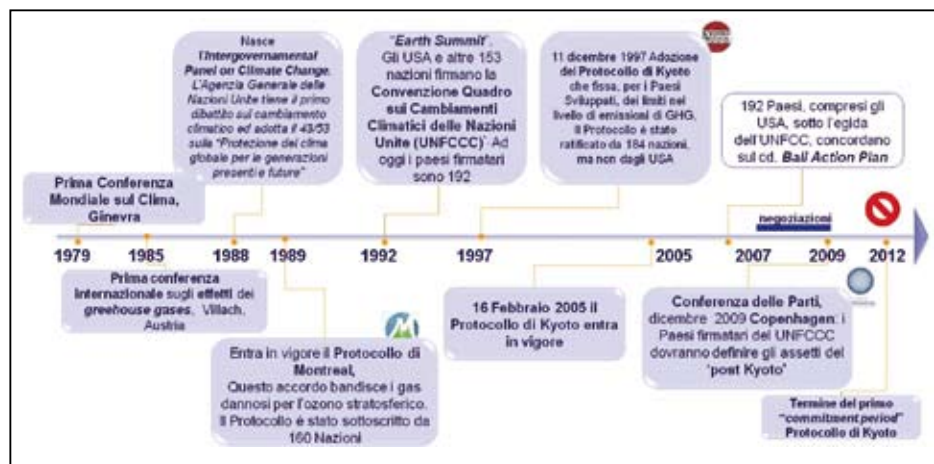 Nasce
l'Intergovernamental
Panel on Climate Change.
L'Agenzia Generale delle
Nazioni Unite tiene il primo
dibattito sul cambiamento
climatico ed adotta il 43/53
sulla "Protezione del clima
globale per le generazioni
presenti e future"
"Earth Summit".
Gli USA e altre 153
nazioni firmano la
Convenzione Quadro
sui Cambiamenti
Climatici delle Nazioni
Unite (UNFCCC)" Ad
oggi i paesi firmatari
sono 192
11 dicembre 1997 Adozione
del Protocollo di Kyoto
che fissa, per i Paesi
Sviluppati, dei limiti nel
livello di emissioni di GHG.
Il Protocollo è stato
ratificato da 184 nazioni,
ma non dagli USA
192 Paesi, compresi gli
USA, sotto l'egida
dell'UNFCC, concordano
sul cd. Bali Action Plan
Prima Conferenza
Mondiale sul Clima,
Ginevra
negoziazioni
1979 1985 1988 1989 1992 1997 2005 2007 2009 2012
Prima conferenza
internazionale sugli effetti dei
greehouse gases, Villach,
Austria
Entra in vigore il Protocollo di
Montreal,
Questo accordo bandisce i gas
dannosi per l'ozono stratosferico.
Il Protocollo è stato sottoscritto da
160 Nazioni
16 Febbraio 2005 il
Protocollo di Kyoto entra
in vigore
Conferenza delle Parti,
dicembre 2009 Copenhagen: i
Paesi firmatari del UNFCCC
dovranno definire gli assetti del
"post Kyoto"
Termine del primo
"commitment period"
Protocollo di Kyoto